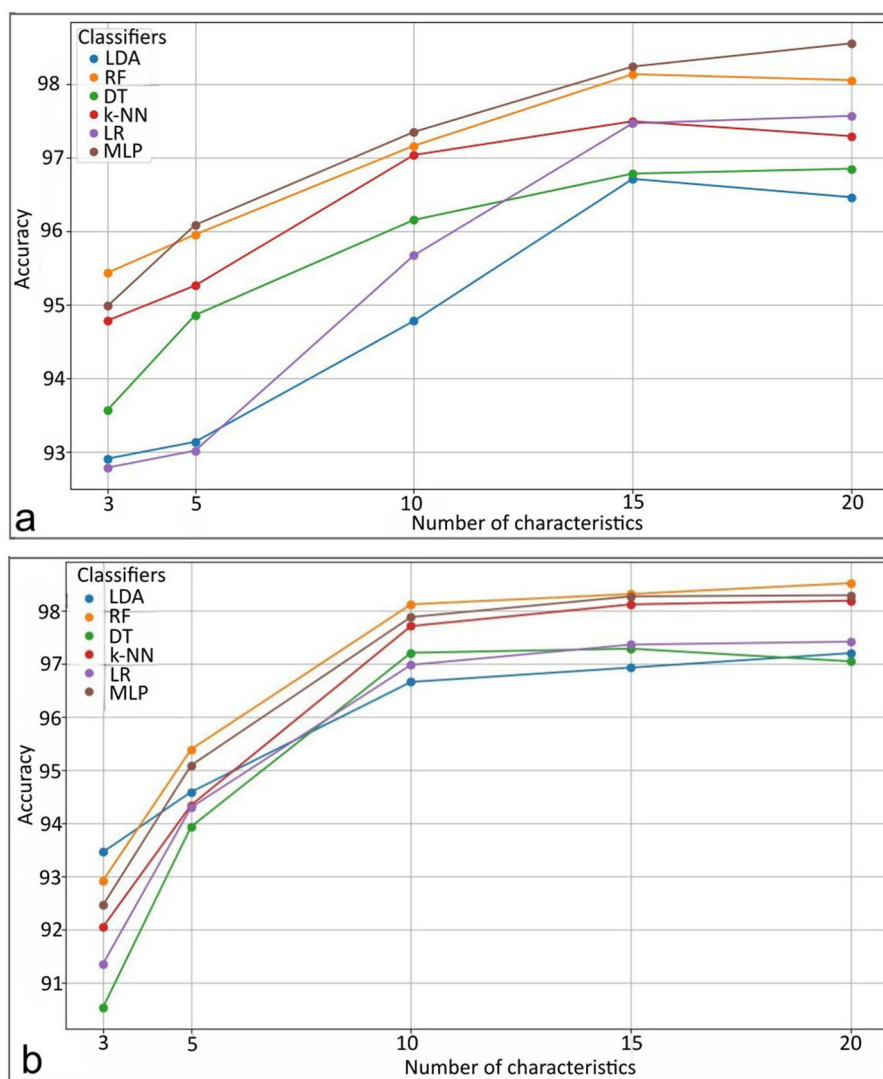 Classifiers
LDA
RF
DT
k-NN
LR
MLP
98
97
96
95
94
93
Accuracy
3 5 10 15 20
Number of characteristics
a
Classifiers
LDA
RF
DT
k-NN
LR
MLP
98
97
96
95
94
93
92
91
Accuracy
3 5 10 15 20
Number of characteristics
b